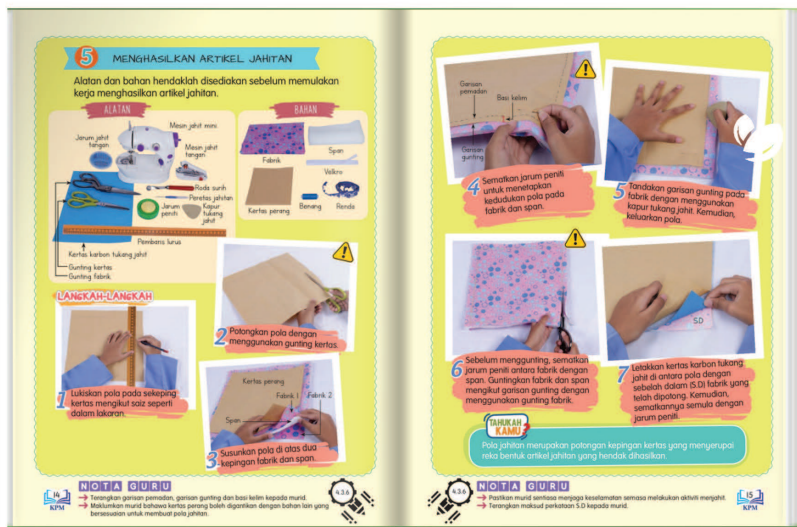 5 MENGHASILKAN ARTIKEL JAHITAN
Alatan dan bahan hendaklah disediakan sebelum memulakan
kerja menghasilkan artikel jahitan.
ALATAN
Jarum jahit
tangan
Mesin jahit mini
Mesin jahit
tangan
Roda surih
Peretas jahitan
Jarum
peniti
Kapur
tukang
jahit
Pembaris lurus
Kertas karbon tukang jahit
Gunting kertas
Gunting fabrik
BAHAN
Fabrik
Span
Velkro
Kertas perang
Benang
Renda
LANGKAH-LANGKAH
1 Lukiskan pola pada sekeping
kertas mengikut saiz seperti
dalam lakaran.
2 Potongkan pola dengan
menggunakan gunting kertas.
Kertas perang
Fabrik 1
Fabrik 2
Span
3 Susunkan pola di atas dua
kepingan fabrik dan span.
NOTA GURU
Terangkan garisan pemadan, garisan gunting dan basi kelim kepada murid.
Maklumkan murid bahawa kertas perang boleh digantikan dengan bahan lain yang
bersesuaian untuk membuat pola jahitan.
4.3.6
14
KPM
Garisan
pemadan
Basi kelim
Garisan
gunting
4 Sematkan jarum peniti
untuk menetapkan
kedudukan pola pada
fabrik dan span.
5 Tandakan garisan gunting pada
fabrik dengan menggunakan
kapur tukang jahit. Kemudian,
keluarkan pola.
6 Sebelum menggunting, sematkan
jarum peniti antara fabrik dengan
span. Guntingkan fabrik dan span
mengikut garisan gunting dengan
menggunakan gunting fabrik.
S.D
7 Letakkan kertas karbon tukang
jahit di antara pola dengan
sebelah dalam (S.D) fabrik yang
telah dipotong. Kemudian,
sematkannya semula dengan
jarum peniti.
TAHUKAH
KAMU?
Pola jahitan merupakan potongan kepingan kertas yang menyerupai
reka bentuk artikel jahitan yang hendak dihasilkan.
4.3.6
NOTA GURU
Pastikan murid sentiasa menjaga keselamatan semasa melakukan aktiviti menjahit.
Terangkan maksud perkataan S.D kepada murid.
15
KPM